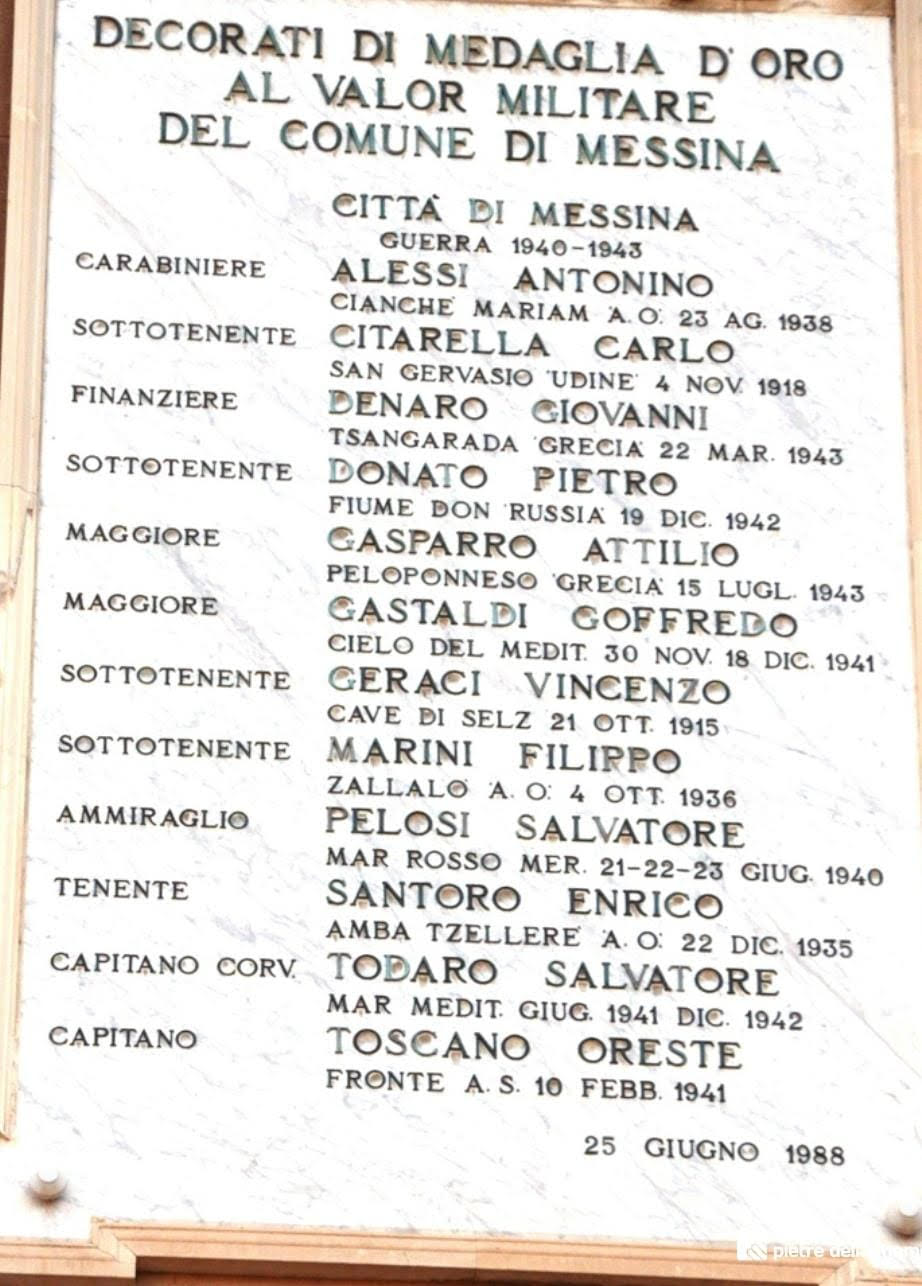 DECORATI DI MEDAGLIA D'ORO
AL VALOR MILITARE
DEL COMUNE DI MESSINA
CITTÀ DI MESSINA
GUERRA 1940-1943
CARABINIERE ALESSI ANTONINO
CIANCHE' MARIAM 'A.O.' 23 AG. 1938
SOTTOTENENTE CITARELLA CARLO
SAN GERVASIO 'UDINE' 4 NOV. 1918
FINANZIERE DENARO GIOVANNI
TSANGARADA 'GRECIA' 22 MAR. 1943
SOTTOTENENTE DONATO PIETRO
FIUME DON 'RUSSIA' 19 DIC. 1942
MAGGIORE GASPARRO ATTILIO
PELOPONNESO 'GRECIA' 15 LUGL. 1943
MAGGIORE GASTALDI GOFFREDO
CIELO DEL MEDIT. 30 NOV. 18 DIC. 1941
SOTTOTENENTE GERACI VINCENZO
CAVE DI SELZ 21 OTT. 1915
SOTTOTENENTE MARINI FILIPPO
ZALLALO' 'A.O.' 4 OTT. 1936
AMMIRAGLIO PELOSI SALVATORE
MAR ROSSO MER. 21-22-23 GIUG. 1940
TENENTE SANTORO ENRICO
AMBA TZELLERE' 'A.O.' 22 DIC. 1935
CAPITANO CORV. TODARO SALVATORE
MAR MEDIT. GIUG. 1941 DIC. 1942
CAPITANO TOSCANO ORESTE
FRONTE A.S. 10 FEBB. 1941
25 GIUGNO 1988
pietre